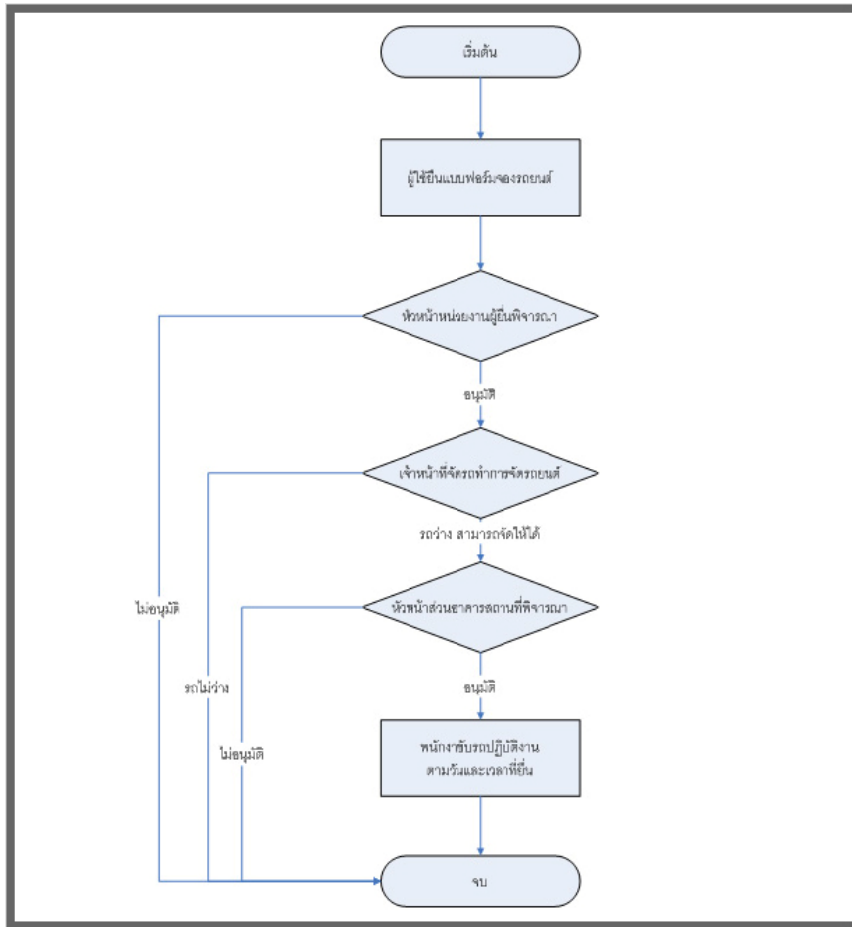 เริ่มต้น
ผู้ใช้ยื่นแบบฟอร์มจองรถยนต์
หัวหน้าหน่วยงานผู้ยื่นพิจารณา
อนุมัติ
เจ้าหน้าที่จัดรถทำการจัดรถยนต์
รถว่าง สามารถจัดให้ได้
ไม่อนุมัติ
หัวหน้าส่วนอาคารสถานที่พิจารณา
รถไม่ว่าง
อนุมัติ
ไม่อนุมัติ
พนักงาขับรถปฏิบัติงาน
ตามวันและเวลาที่ยื่น
จบ